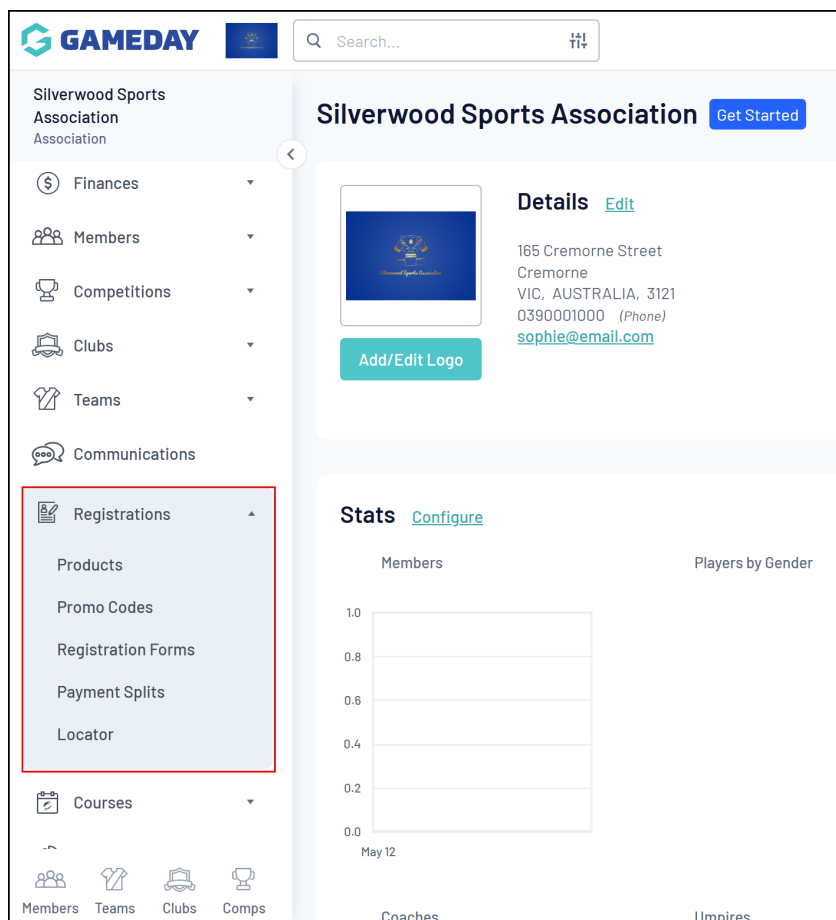 GAMEDAY
Search...
Silverwood Sports
Association
Association
Finances
Members
Competitions
Clubs
Teams
Communications
Registrations
Products
Promo Codes
Registration Forms
Payment Splits
Locator
Courses
Members Teams Clubs Comps
Silverwood Sports Association Get Started
Silverwood Sports Association
Add/Edit Logo
Details Edit
165 Cremorne Street
Cremorne
VIC, AUSTRALIA, 3121
0390001000 (Phone)
sophie@email.com
Stats Configure
Members
1.0
0.8
0.6
0.4
0.2
0.0
May 12
Players by Gender
Coaches
Umpires